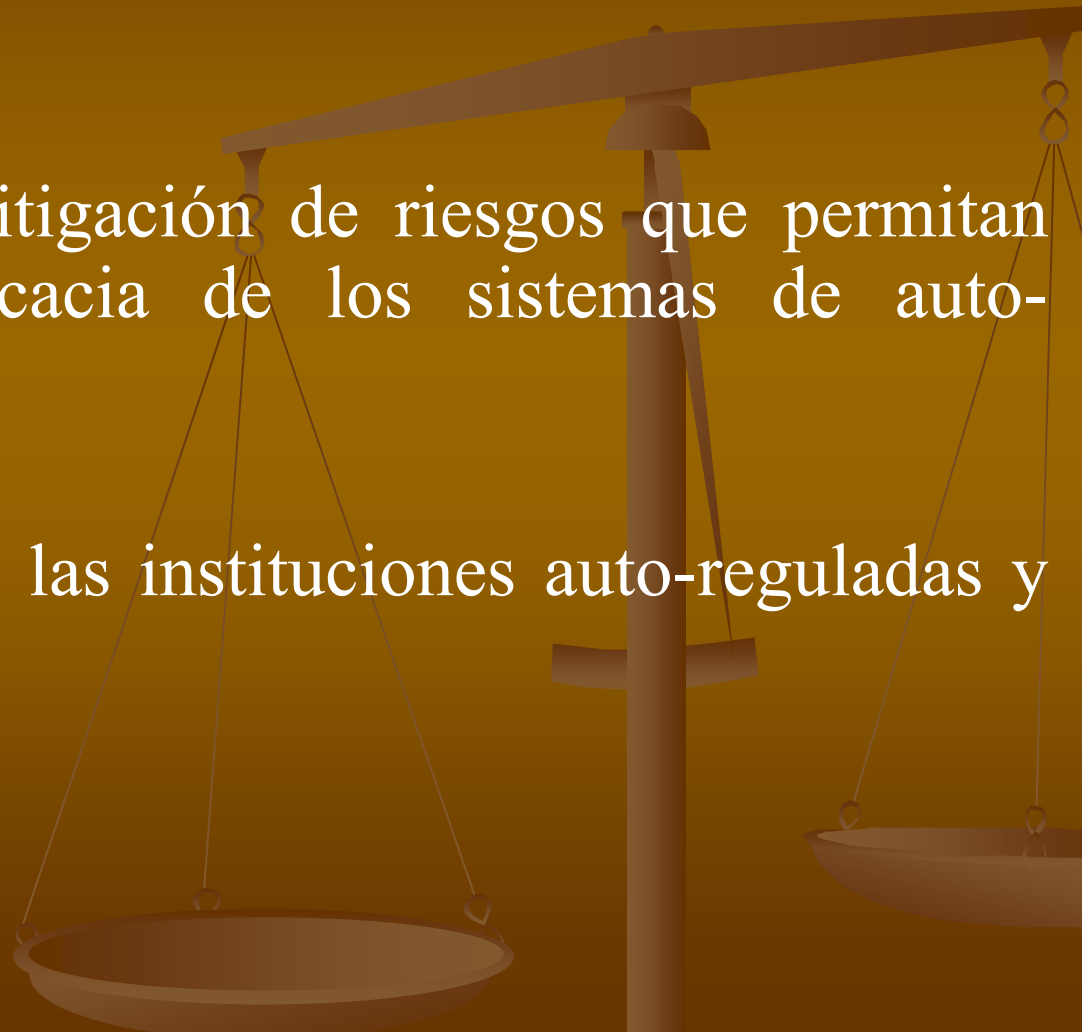 itigación de riesgos que permitan
cacia de los sistemas de auto-
las instituciones auto-reguladas y